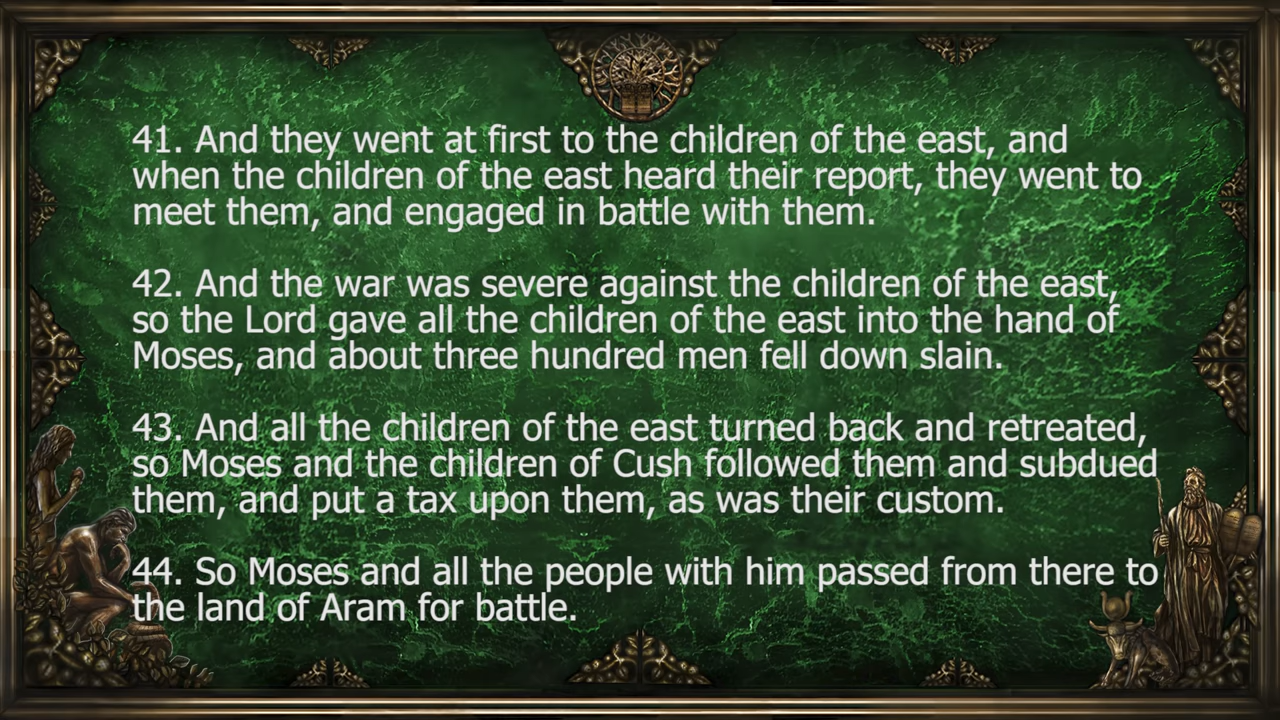 41. And they went at first to the children of the east, and
when the children of the east heard their report, they went to
meet them, and engaged in battle with them.
42. And the war was severe against the children of the east,
so the Lord gave all the children of the east into the hand of
Moses, and about three hundred men fell down slain.
43. And all the children of the east turned back and retreated,
so Moses and the children of Cush followed them and subdued
them, and put a tax upon them, as was their custom.
44. So Moses and all the people with him passed from there to
the land of Aram for battle.